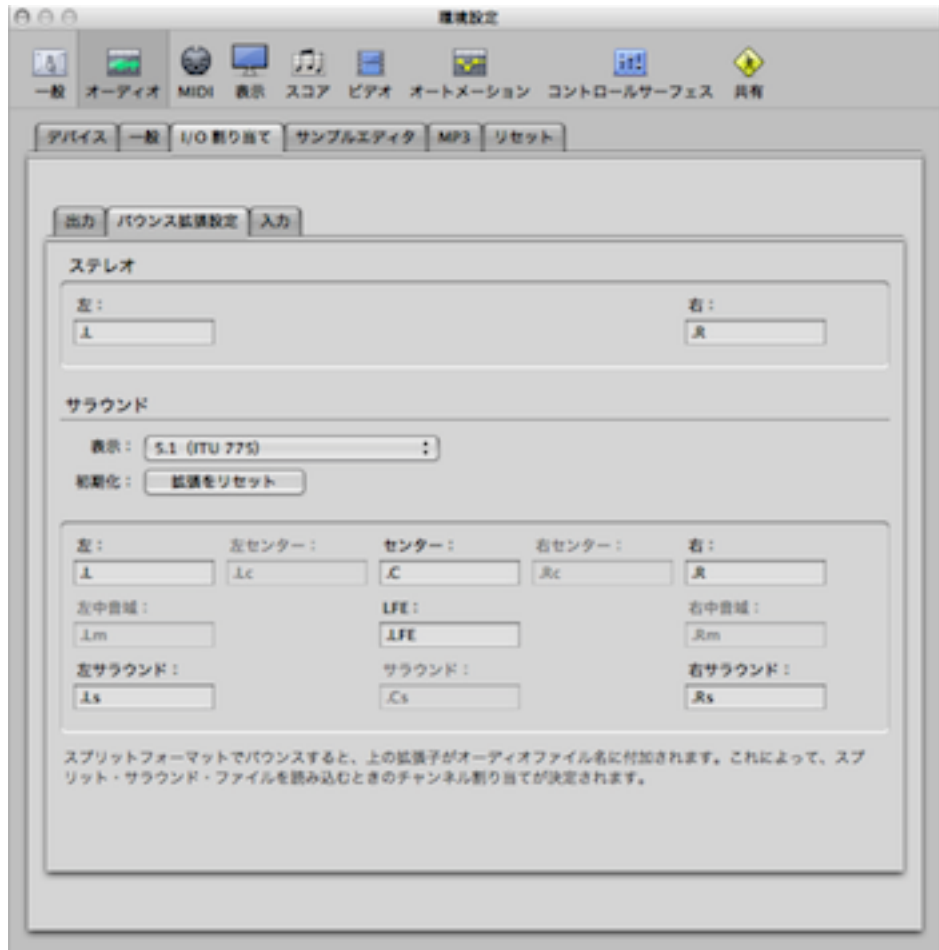 環境設定
一般 オーディオ MIDI 表示 スコア ビデオ オートメーション コントロールサーフェス 共有
デバイス 一般 I/O 割り当て サンプルエディタ MP3 リセット
出力 バウンス拡張設定 入力
ステレオ
左： 右：
.L .R
サラウンド
表示： 5.1 (ITU 775)
初期化： 拡張をリセット
左： 左センター： センター： 右センター： 右：
.L .Lc .C .Rc .R
左中音域： LFE： 右中音域：
.Lm .LFE .Rm
左サラウンド： サラウンド： 右サラウンド：
.Ls .Cs .Rs
スプリットフォーマットでバウンスすると、上の拡張子がオーディオファイル名に付加されます。これによって、スプ
リット・サラウンド・ファイルを読み込むときのチャンネル割り当てが決定されます。